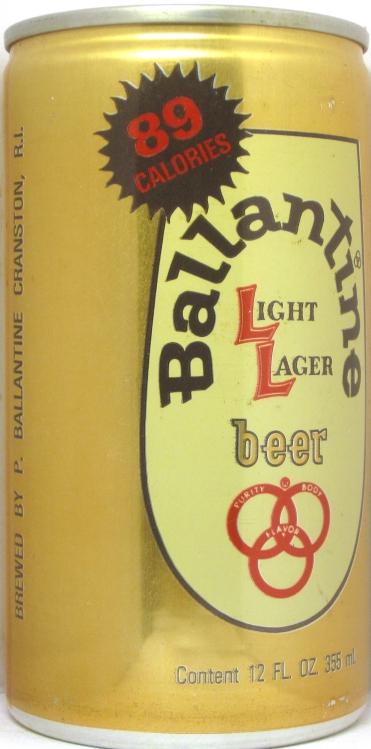 89
CALORIES
Ballantine
LIGHT
LAGER
beer
PURITY BODY
FLAVOR
Content 12 FL. OZ. 355 ml.
BREWED BY P. BALLANTINE CRANSTON, R.I.